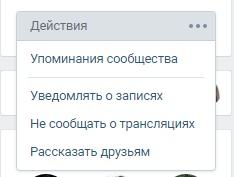 Действия
Упоминания сообщества
Уведомлять о записях
Не сообщать о трансляциях
Рассказать друзьям